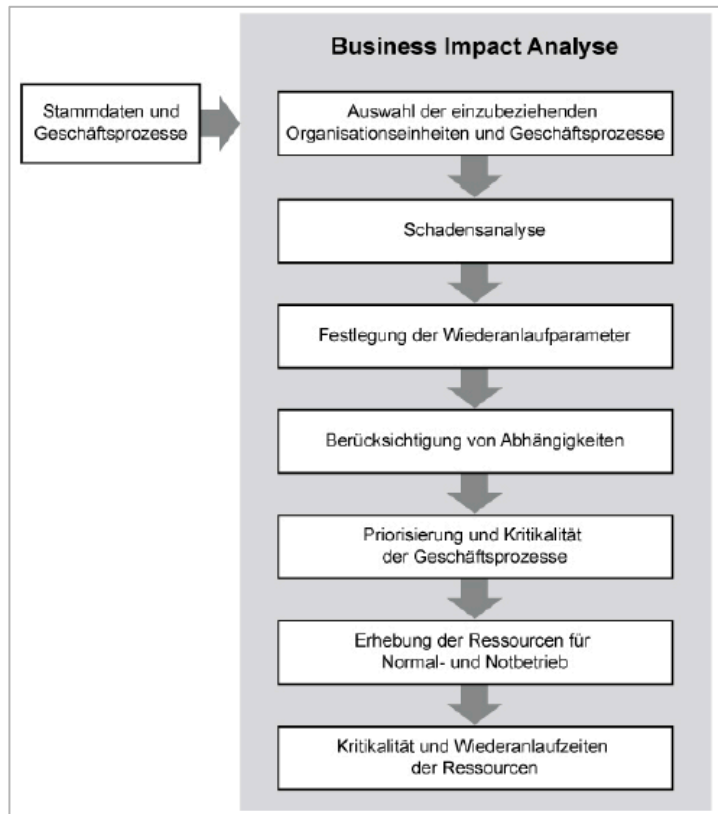 Business Impact Analyse
Stammdaten und
Geschäftsprozesse
Auswahl der einzubeziehenden
Organisationseinheiten und Geschäftsprozesse
Schadensanalyse
Festlegung der Wiederanlaufparameter
Berücksichtigung von Abhängigkeiten
Priorisierung und Kritikalität
der Geschäftsprozesse
Erhebung der Ressourcen für
Normal- und Notbetrieb
Kritikalität und Wiederanlaufzeiten
der Ressourcen